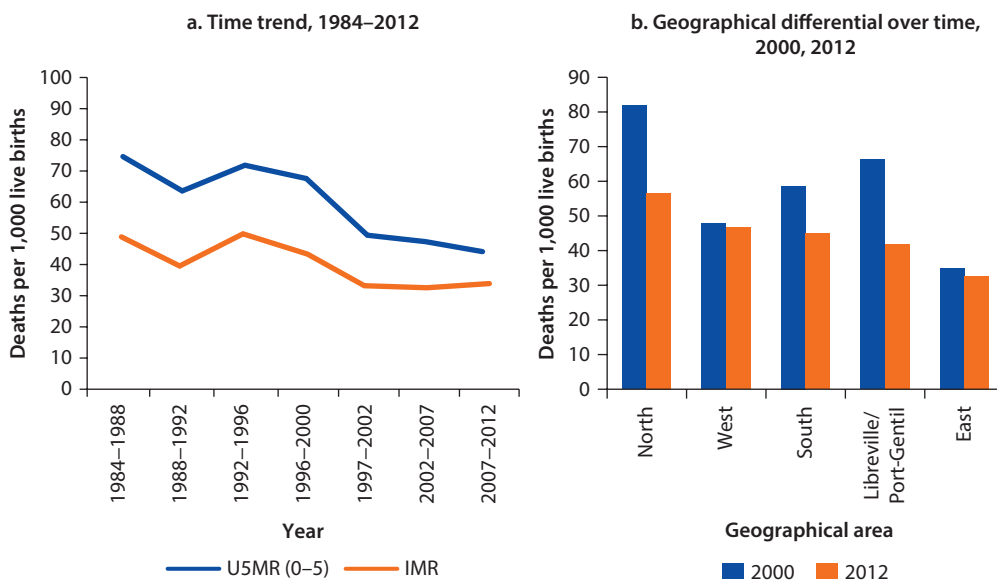 a. Time trend, 1984–2012
Deaths per 1,000 live births
100
90
80
70
60
50
40
30
20
10
0
1984–1988
1988–1992
1992–1996
1996–2000
1997–2002
2002–2007
2007–2012
Year
U5MR (0–5) IMR
b. Geographical differential over time,
2000, 2012
Deaths per 1,000 live births
90
80
70
60
50
40
30
20
10
0
North
West
South
Libreville/
Port-Gentil
East
Geographical area
2000 2012